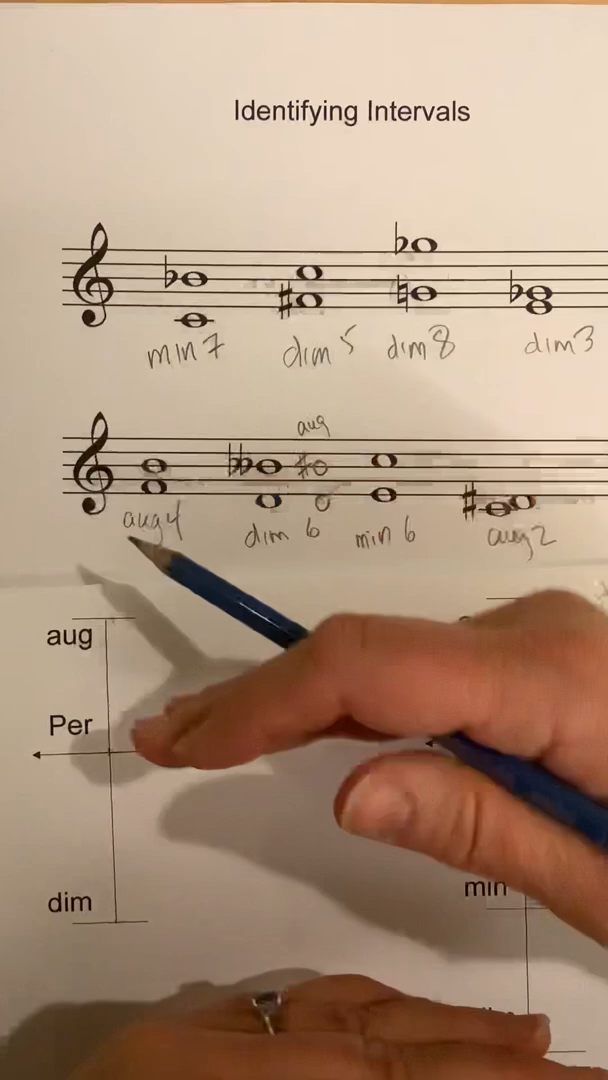 Identifying Intervals
min 7 dim 5 dim 8 dim 3
aug
aug 4 dim 6 min 6 aug 2
aug
Per
dim
min